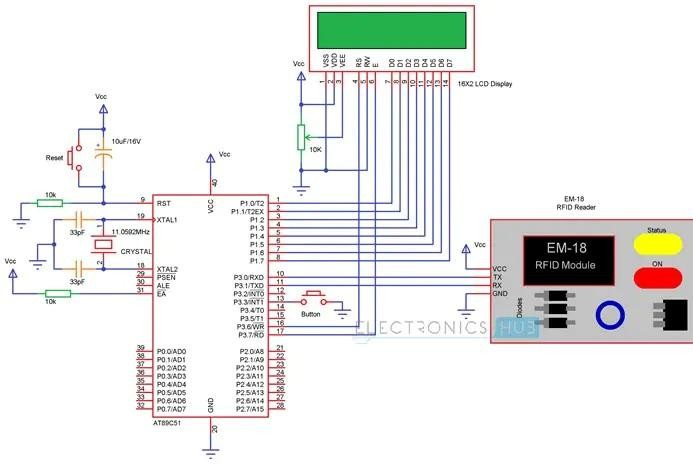 16X2 LCD Display
VSS
VDD
VEE
RS
RW
E
D0
D1
D2
D3
D4
D5
D6
D7
1
2
3
4
5
6
7
8
9
10
11
12
13
14
Vcc
10K
Vcc
Reset
10uF/16V
+
10k
33pF
11.0592MHz
CRYSTAL
1
2
33pF
Vcc
10k
Vcc
40
VCC
9 RST
19 XTAL1
18 XTAL2
29 PSEN
30 ALE
31 EA
39 P0.0/AD0
38 P0.1/AD1
37 P0.2/AD2
36 P0.3/AD3
35 P0.4/AD4
34 P0.5/AD5
33 P0.6/AD6
32 P0.7/AD7
P1.0/T2 1
P1.1/T2EX 2
P1.2 3
P1.3 4
P1.4 5
P1.5 6
P1.6 7
P1.7 8
P3.0/RXD 10
P3.1/TXD 11
P3.2/INT0 12
P3.3/INT1 13
P3.4/T0 14
P3.5/T1 15
P3.6/WR 16
P3.7/RD 17
P2.0/A8 21
P2.1/A9 22
P2.2/A10 23
P2.3/A11 24
P2.4/A12 25
P2.5/A13 26
P2.6/A14 27
P2.7/A15 28
GND
20
AT89C51
Button
ELECTRONICS HUB
EM-18
RFID Reader
Vcc
VCC
TX
RX
GND
EM-18
RFID Module
Status
ON
Diodes